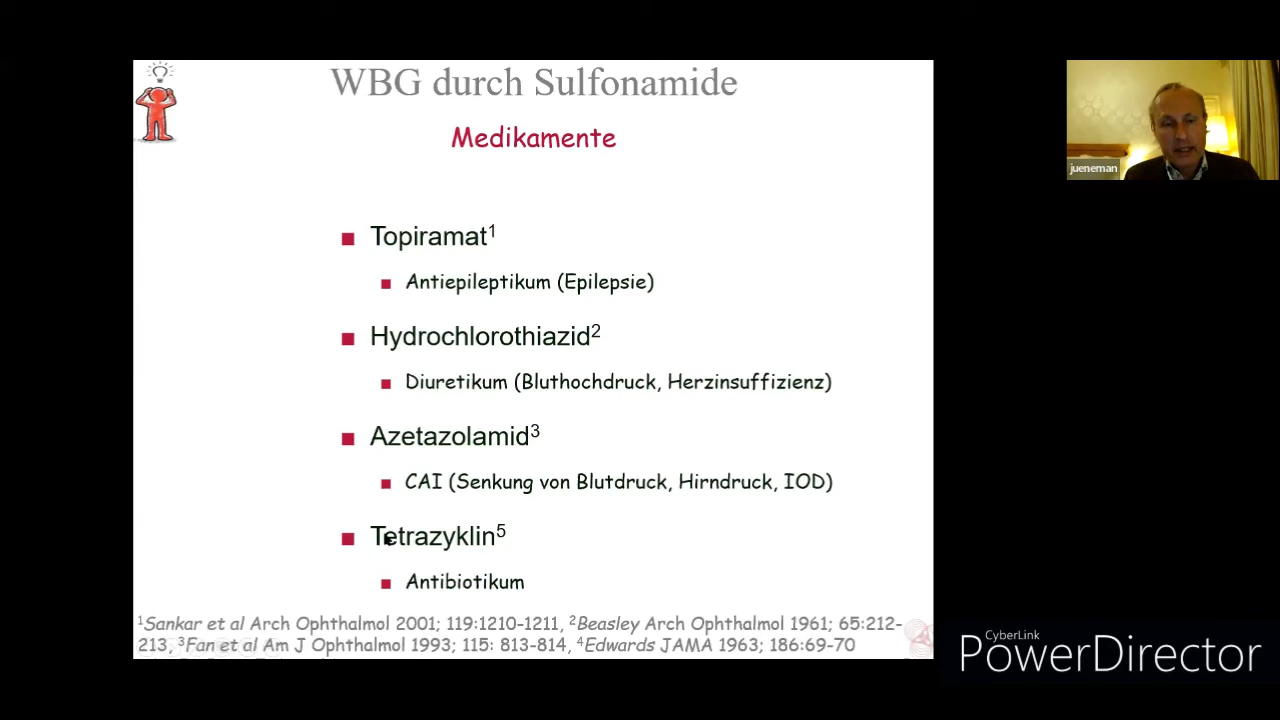 WBG durch Sulfonamide
Medikamente
jueneman
Topiramat¹
Antiepileptikum (Epilepsie)
Hydrochlorothiazid²
Diuretikum (Bluthochdruck, Herzinsuffizienz)
Azetazolamid³
CAI (Senkung von Blutdruck, Hirndruck, IOD)
Tetrazyklin⁵
Antibiotikum
¹Sankar et al Arch Ophthalmol 2001; 119:1210-1211, ²Beasley Arch Ophthalmol 1961; 65:212-
213, ³Fan et al Am J Ophthalmol 1993; 115: 813-814, ⁴Edwards JAMA 1963; 186:69-70
CyberLink
PowerDirector